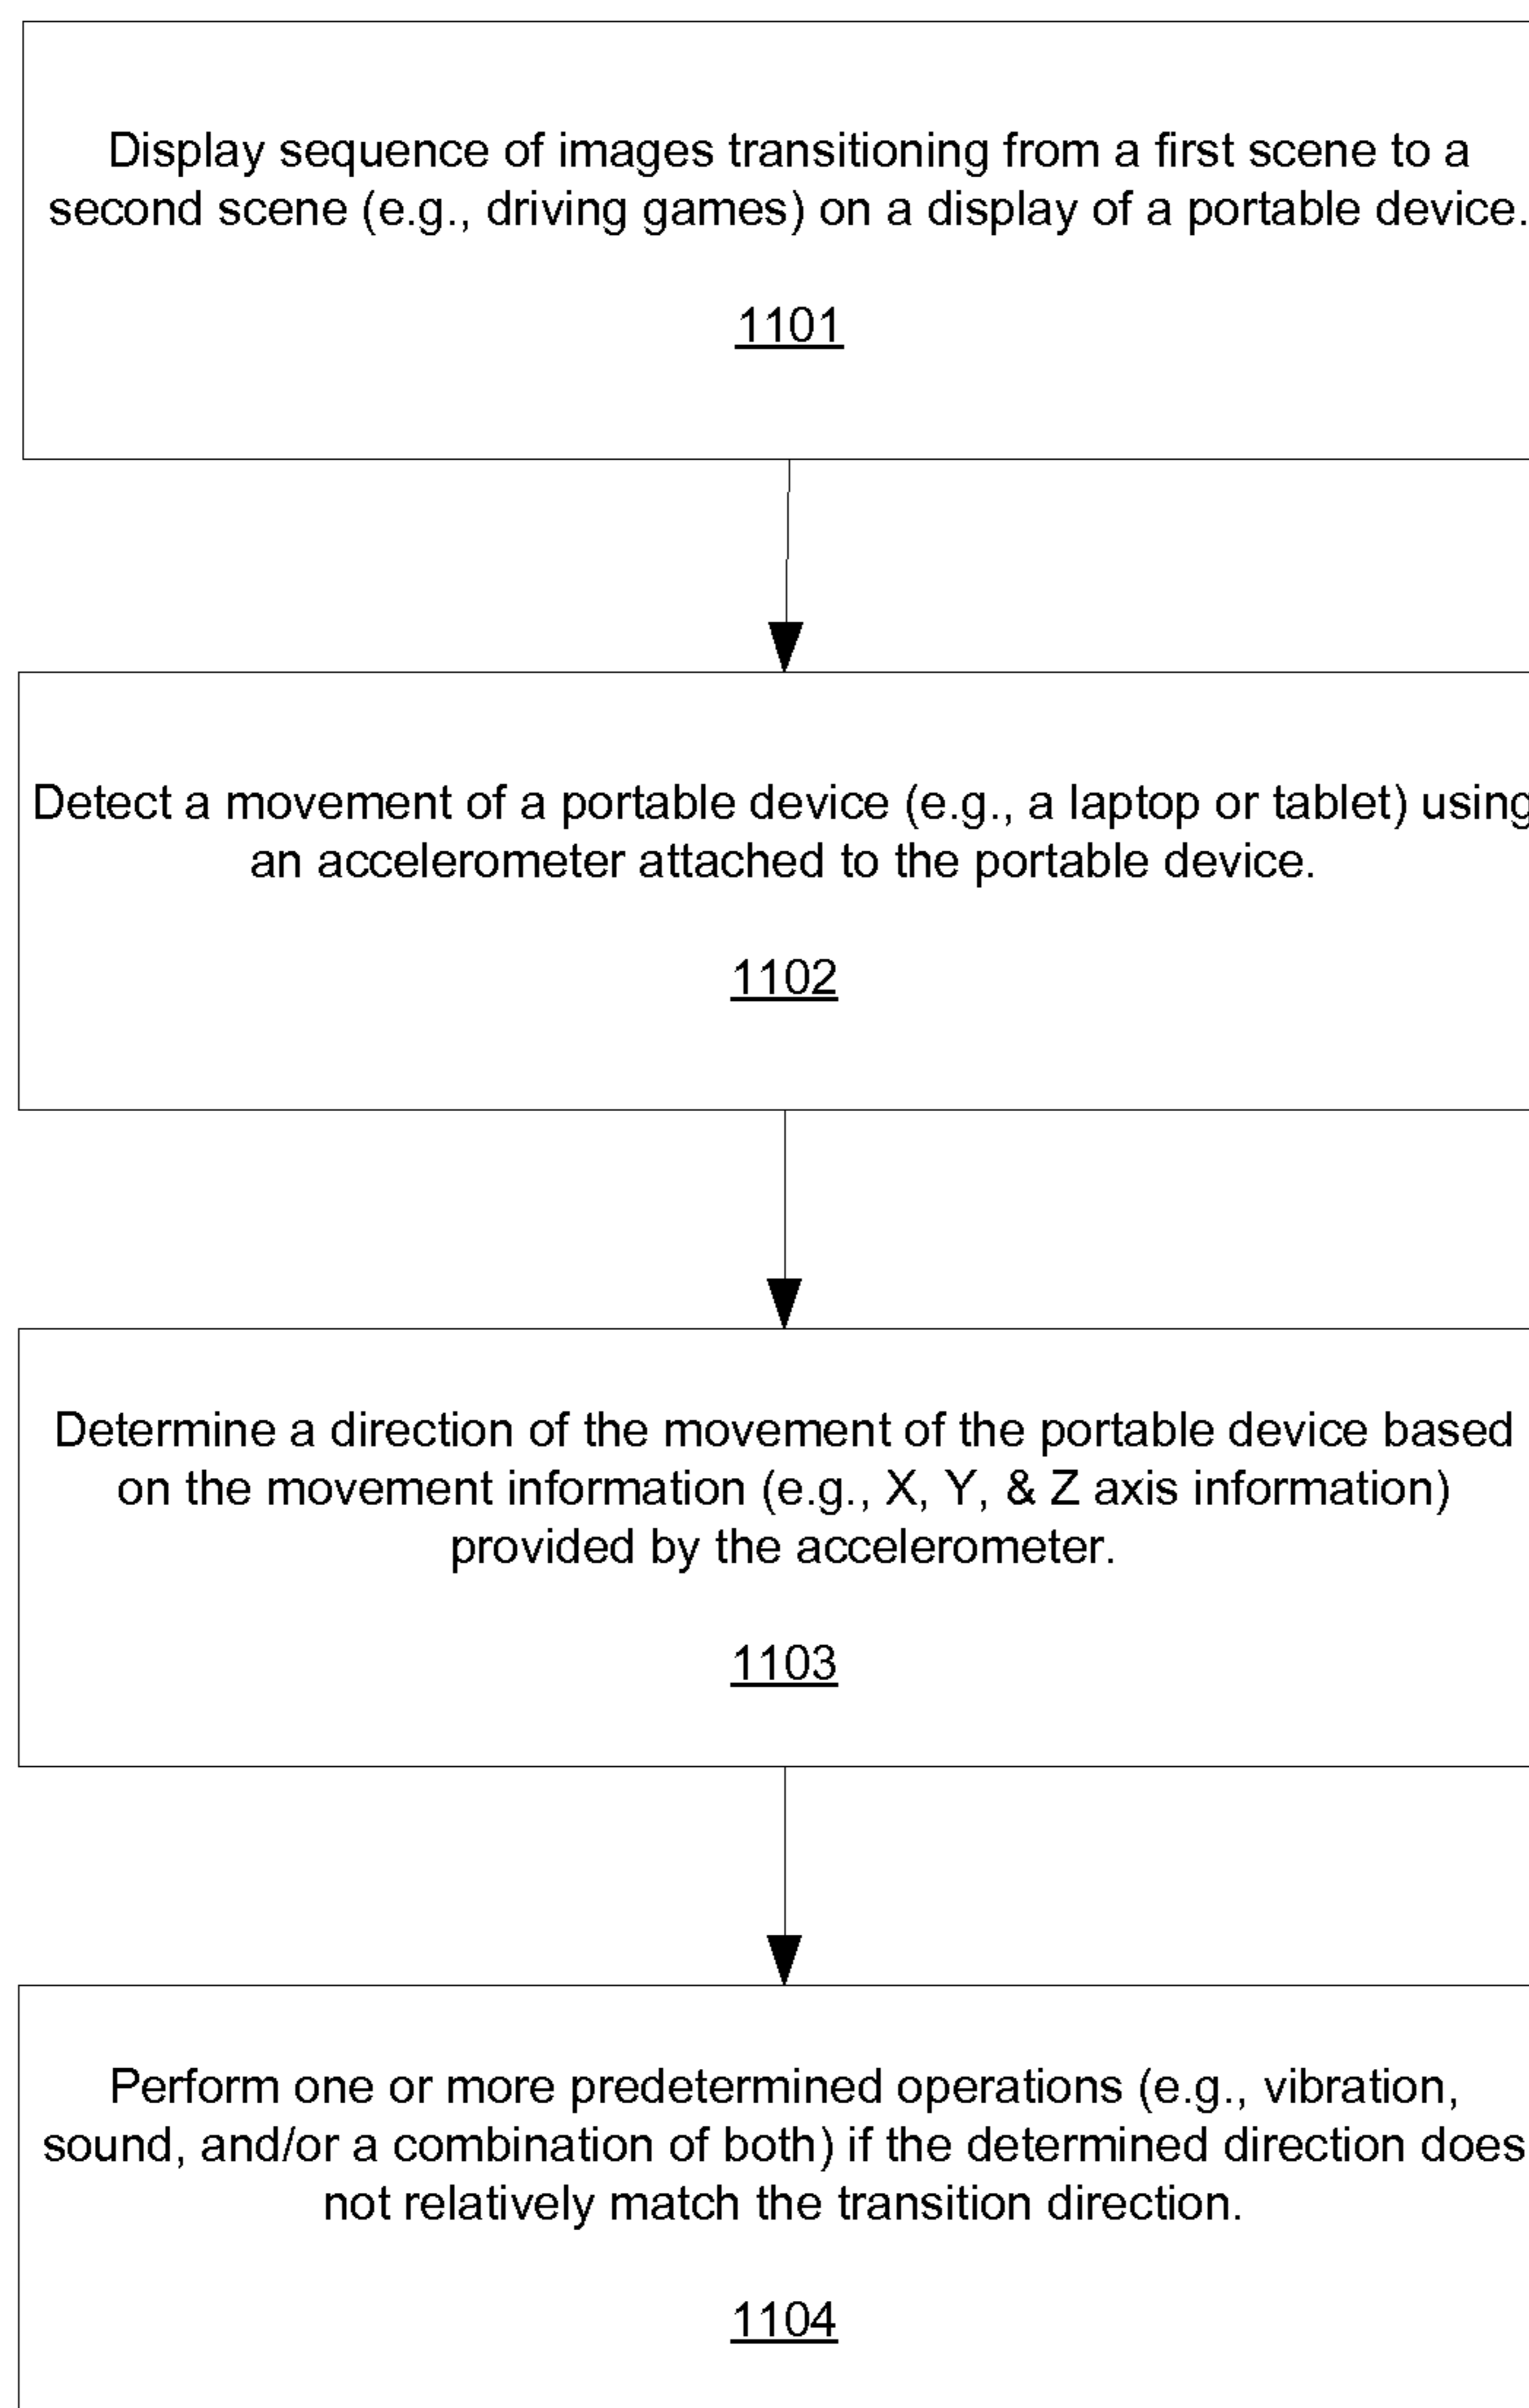 Display sequence of images transitioning from a first scene to a
second scene (e.g., driving games) on a display of a portable device.
1101
Detect a movement of a portable device (e.g., a laptop or tablet) using
an accelerometer attached to the portable device.
1102
Determine a direction of the movement of the portable device based
on the movement information (e.g., X, Y, & Z axis information)
provided by the accelerometer.
1103
Perform one or more predetermined operations (e.g., vibration,
sound, and/or a combination of both) if the determined direction does
not relatively match the transition direction.
1104